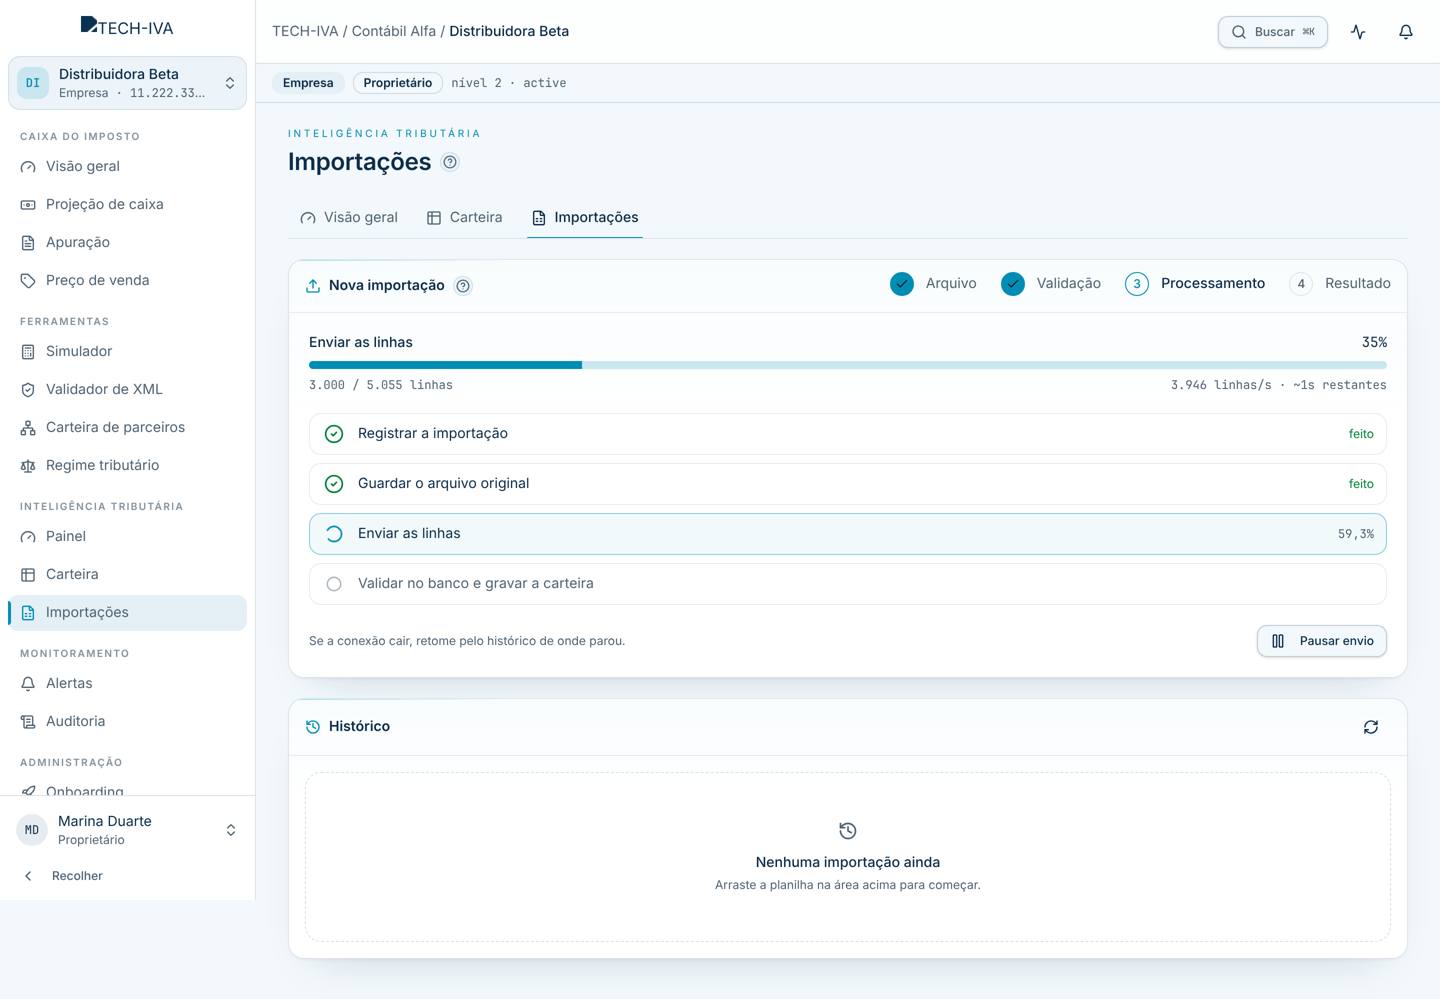 TECH-IVA
DI
Distribuidora Beta
Empresa · 11.222.33...
CAIXA DO IMPOSTO
Visão geral
Projeção de caixa
Apuração
Preço de venda
FERRAMENTAS
Simulador
Validador de XML
Carteira de parceiros
Regime tributário
INTELIGÊNCIA TRIBUTÁRIA
Painel
Carteira
Importações
MONITORAMENTO
Alertas
Auditoria
ADMINISTRAÇÃO
Onboarding
MD
Marina Duarte
Proprietário
Recolher
TECH-IVA / Contábil Alfa / Distribuidora Beta
Buscar ⌘K
Empresa Proprietário nível 2 · active
INTELIGÊNCIA TRIBUTÁRIA
Importações
Visão geral Carteira Importações
Nova importação
Arquivo Validação 3 Processamento 4 Resultado
Enviar as linhas 35%
3.000 / 5.055 linhas 3.946 linhas/s · ~1s restantes
Registrar a importação feito
Guardar o arquivo original feito
Enviar as linhas 59,3%
Validar no banco e gravar a carteira
Se a conexão cair, retome pelo histórico de onde parou. Pausar envio
Histórico
Nenhuma importação ainda
Arraste a planilha na área acima para começar.